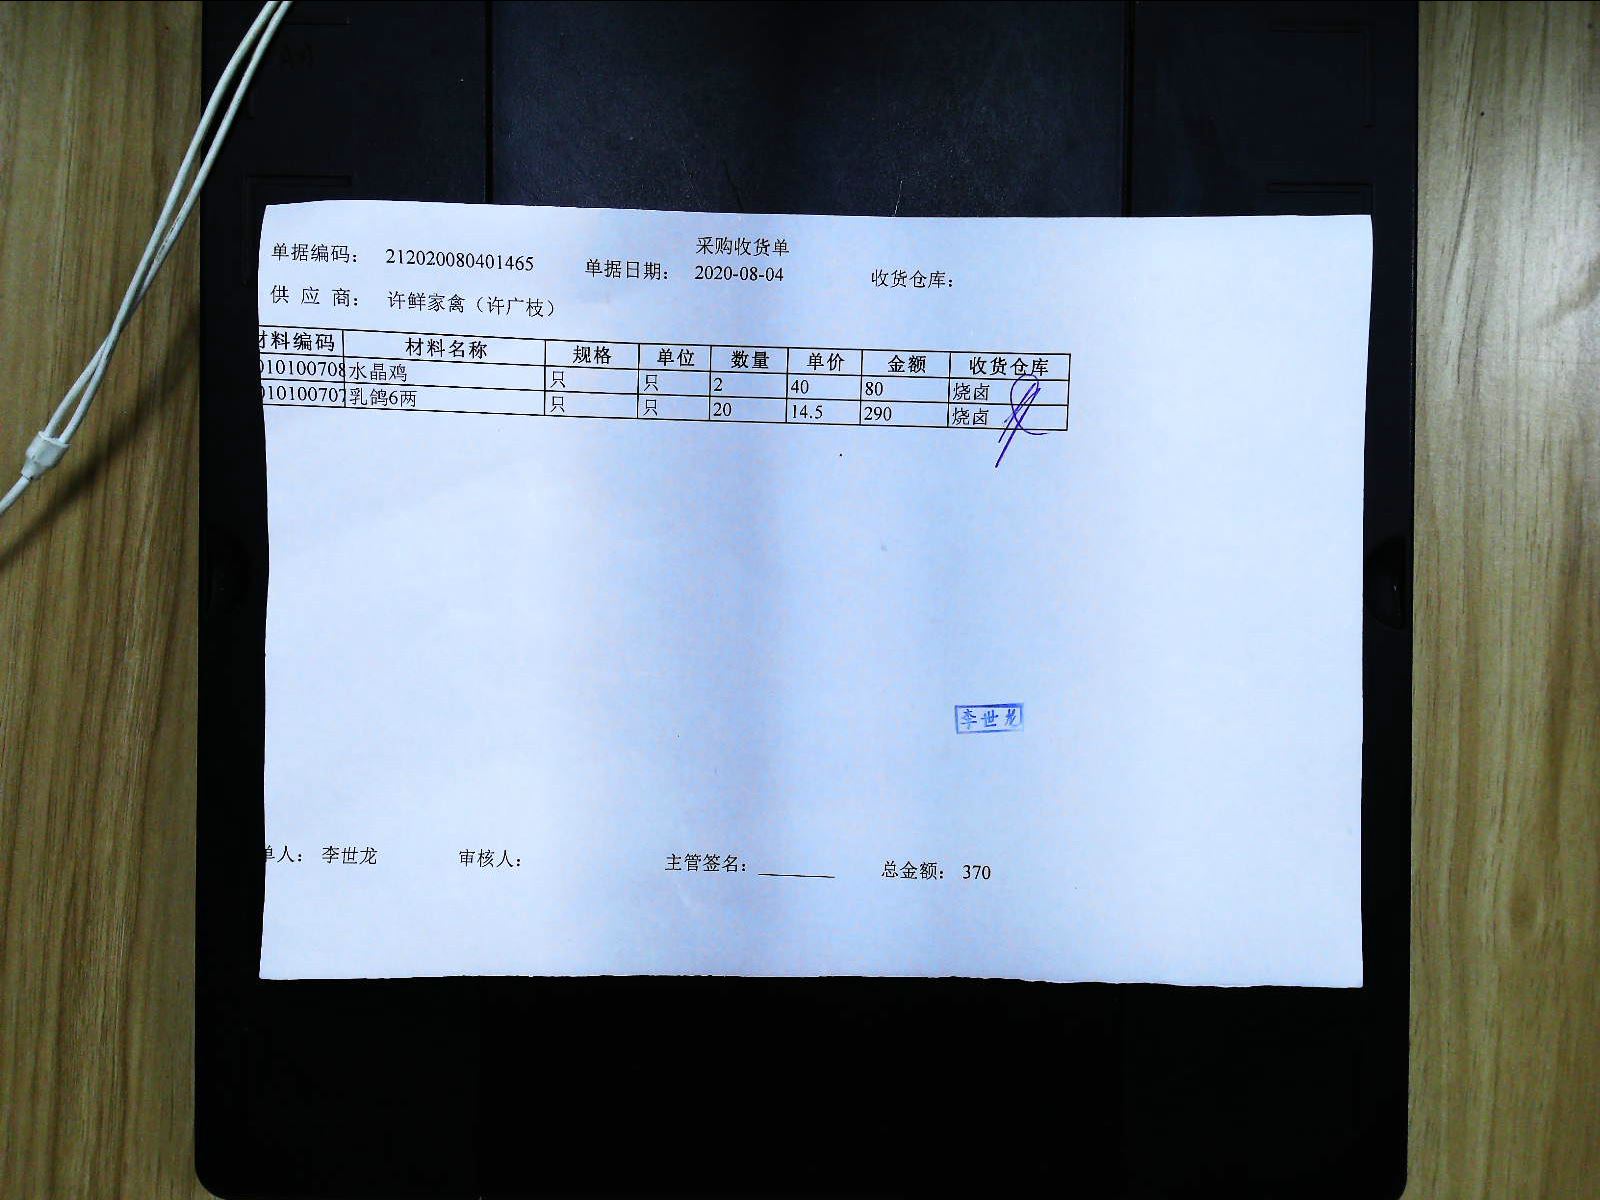 采购收货单
单据编码： 212020080401465 单据日期： 2020-08-04 收货仓库：
供 应 商： 许鲜家禽（许广枝）
材料编码 材料名称 规格 单位 数量 单价 金额 收货仓库
010100708 水晶鸡 只 只 2 40 80 烧卤
010100707 乳鸽6两 只 只 20 14.5 290 烧卤
李世龙
单人： 李世龙 审核人： 主管签名： 总金额： 370